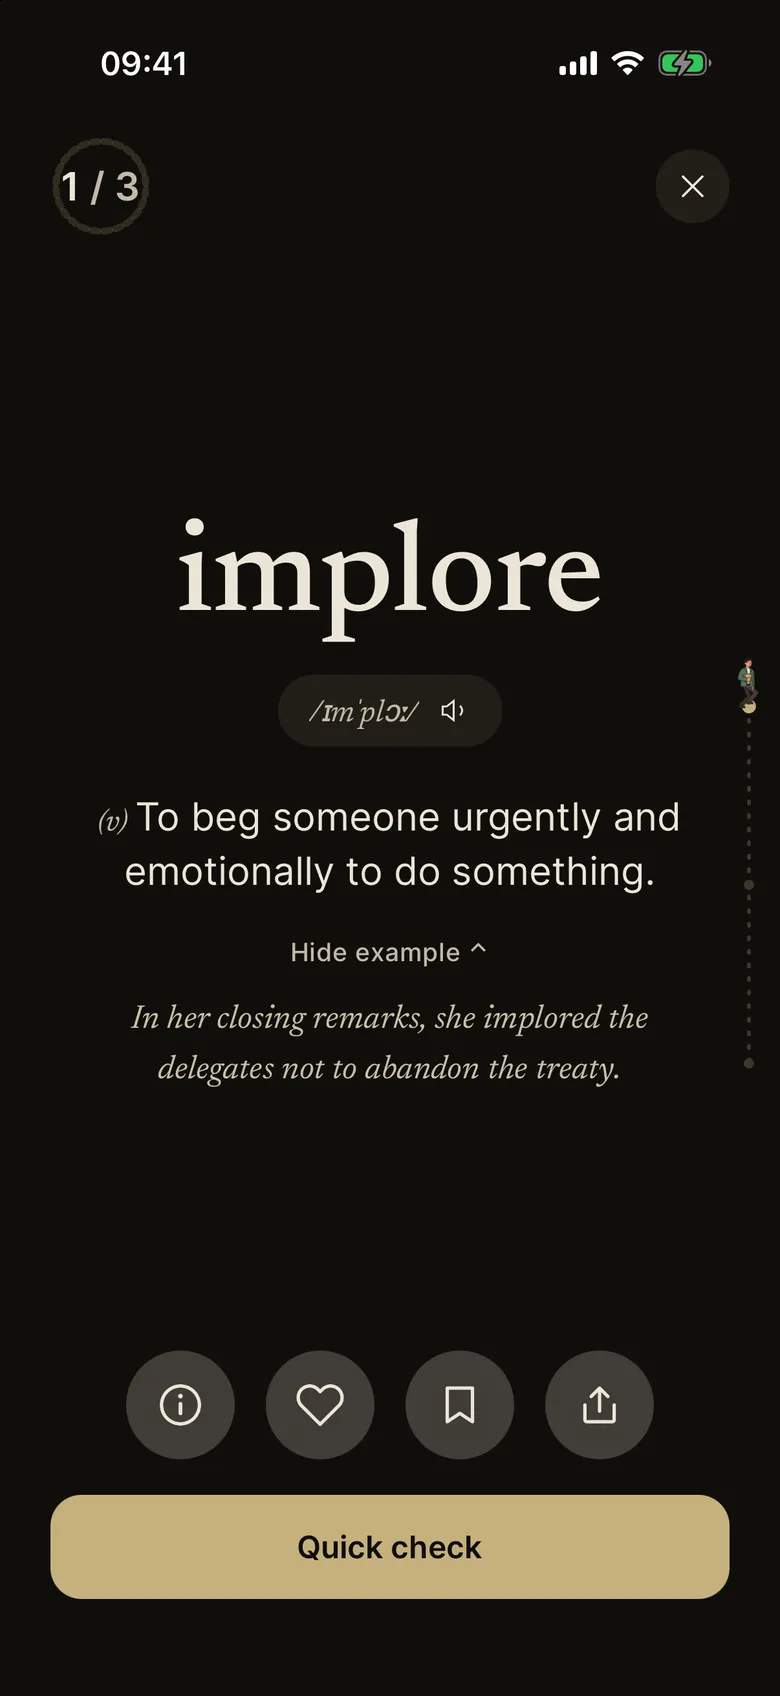 09:41
1 / 3
implore
/ɪmˈplɔː/
(v) To beg someone urgently and
emotionally to do something.
Hide example
In her closing remarks, she implored the
delegates not to abandon the treaty.
Quick check